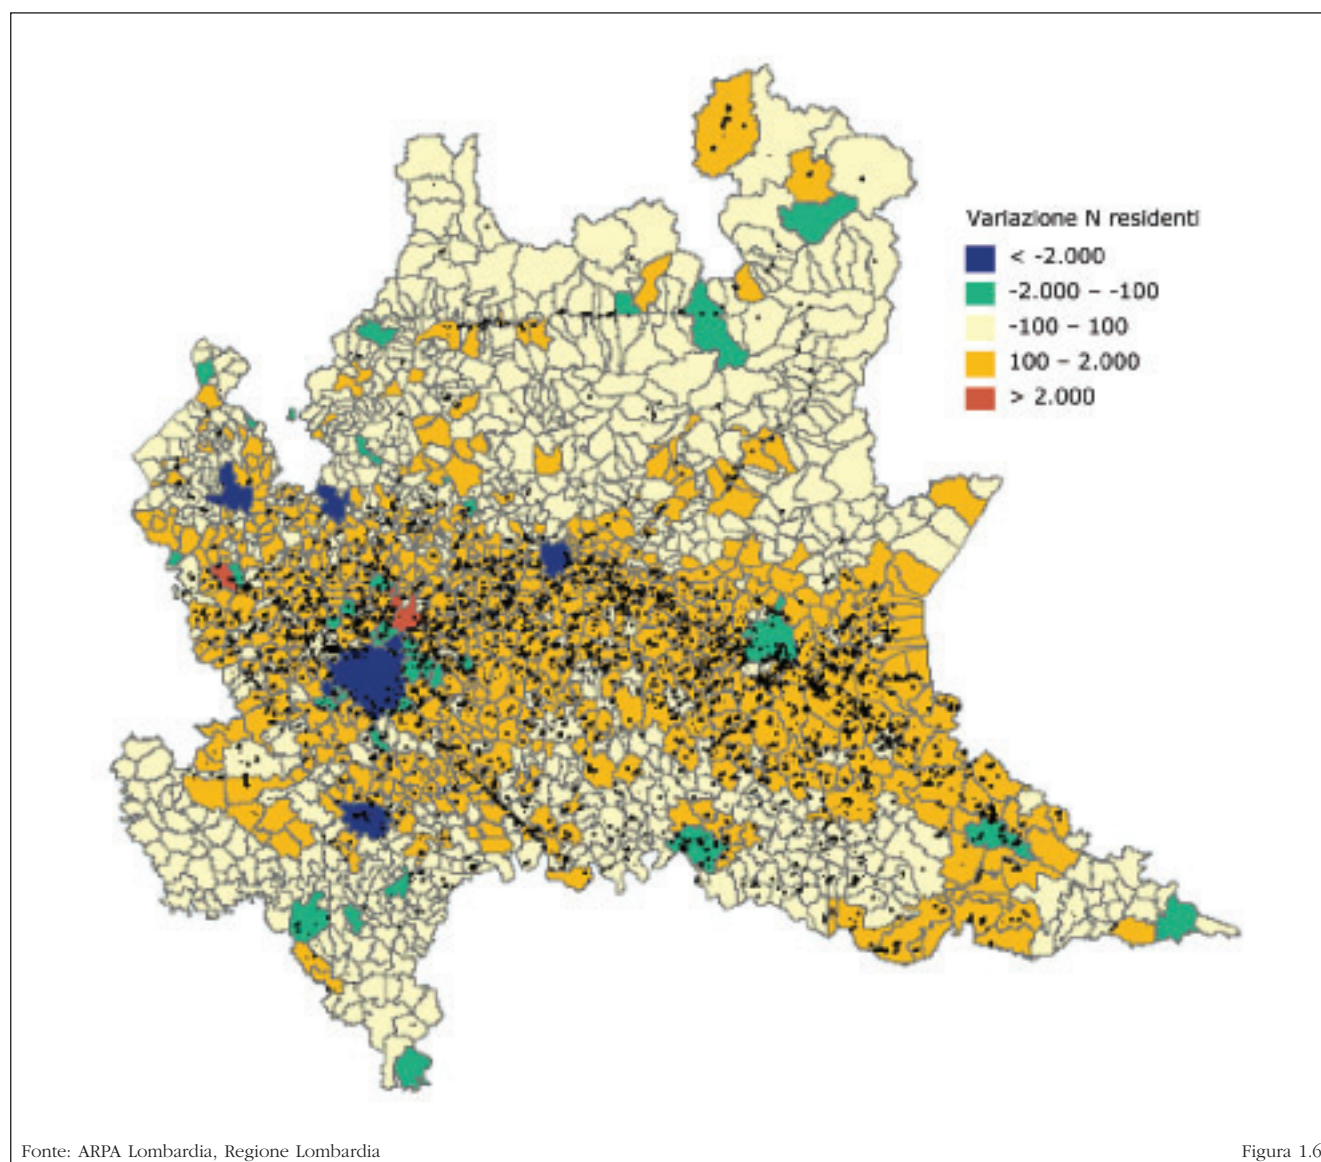 Variazione N residenti
< -2.000
-2.000 – -100
-100 – 100
100 – 2.000
> 2.000
Fonte: ARPA Lombardia, Regione Lombardia
Figura 1.6